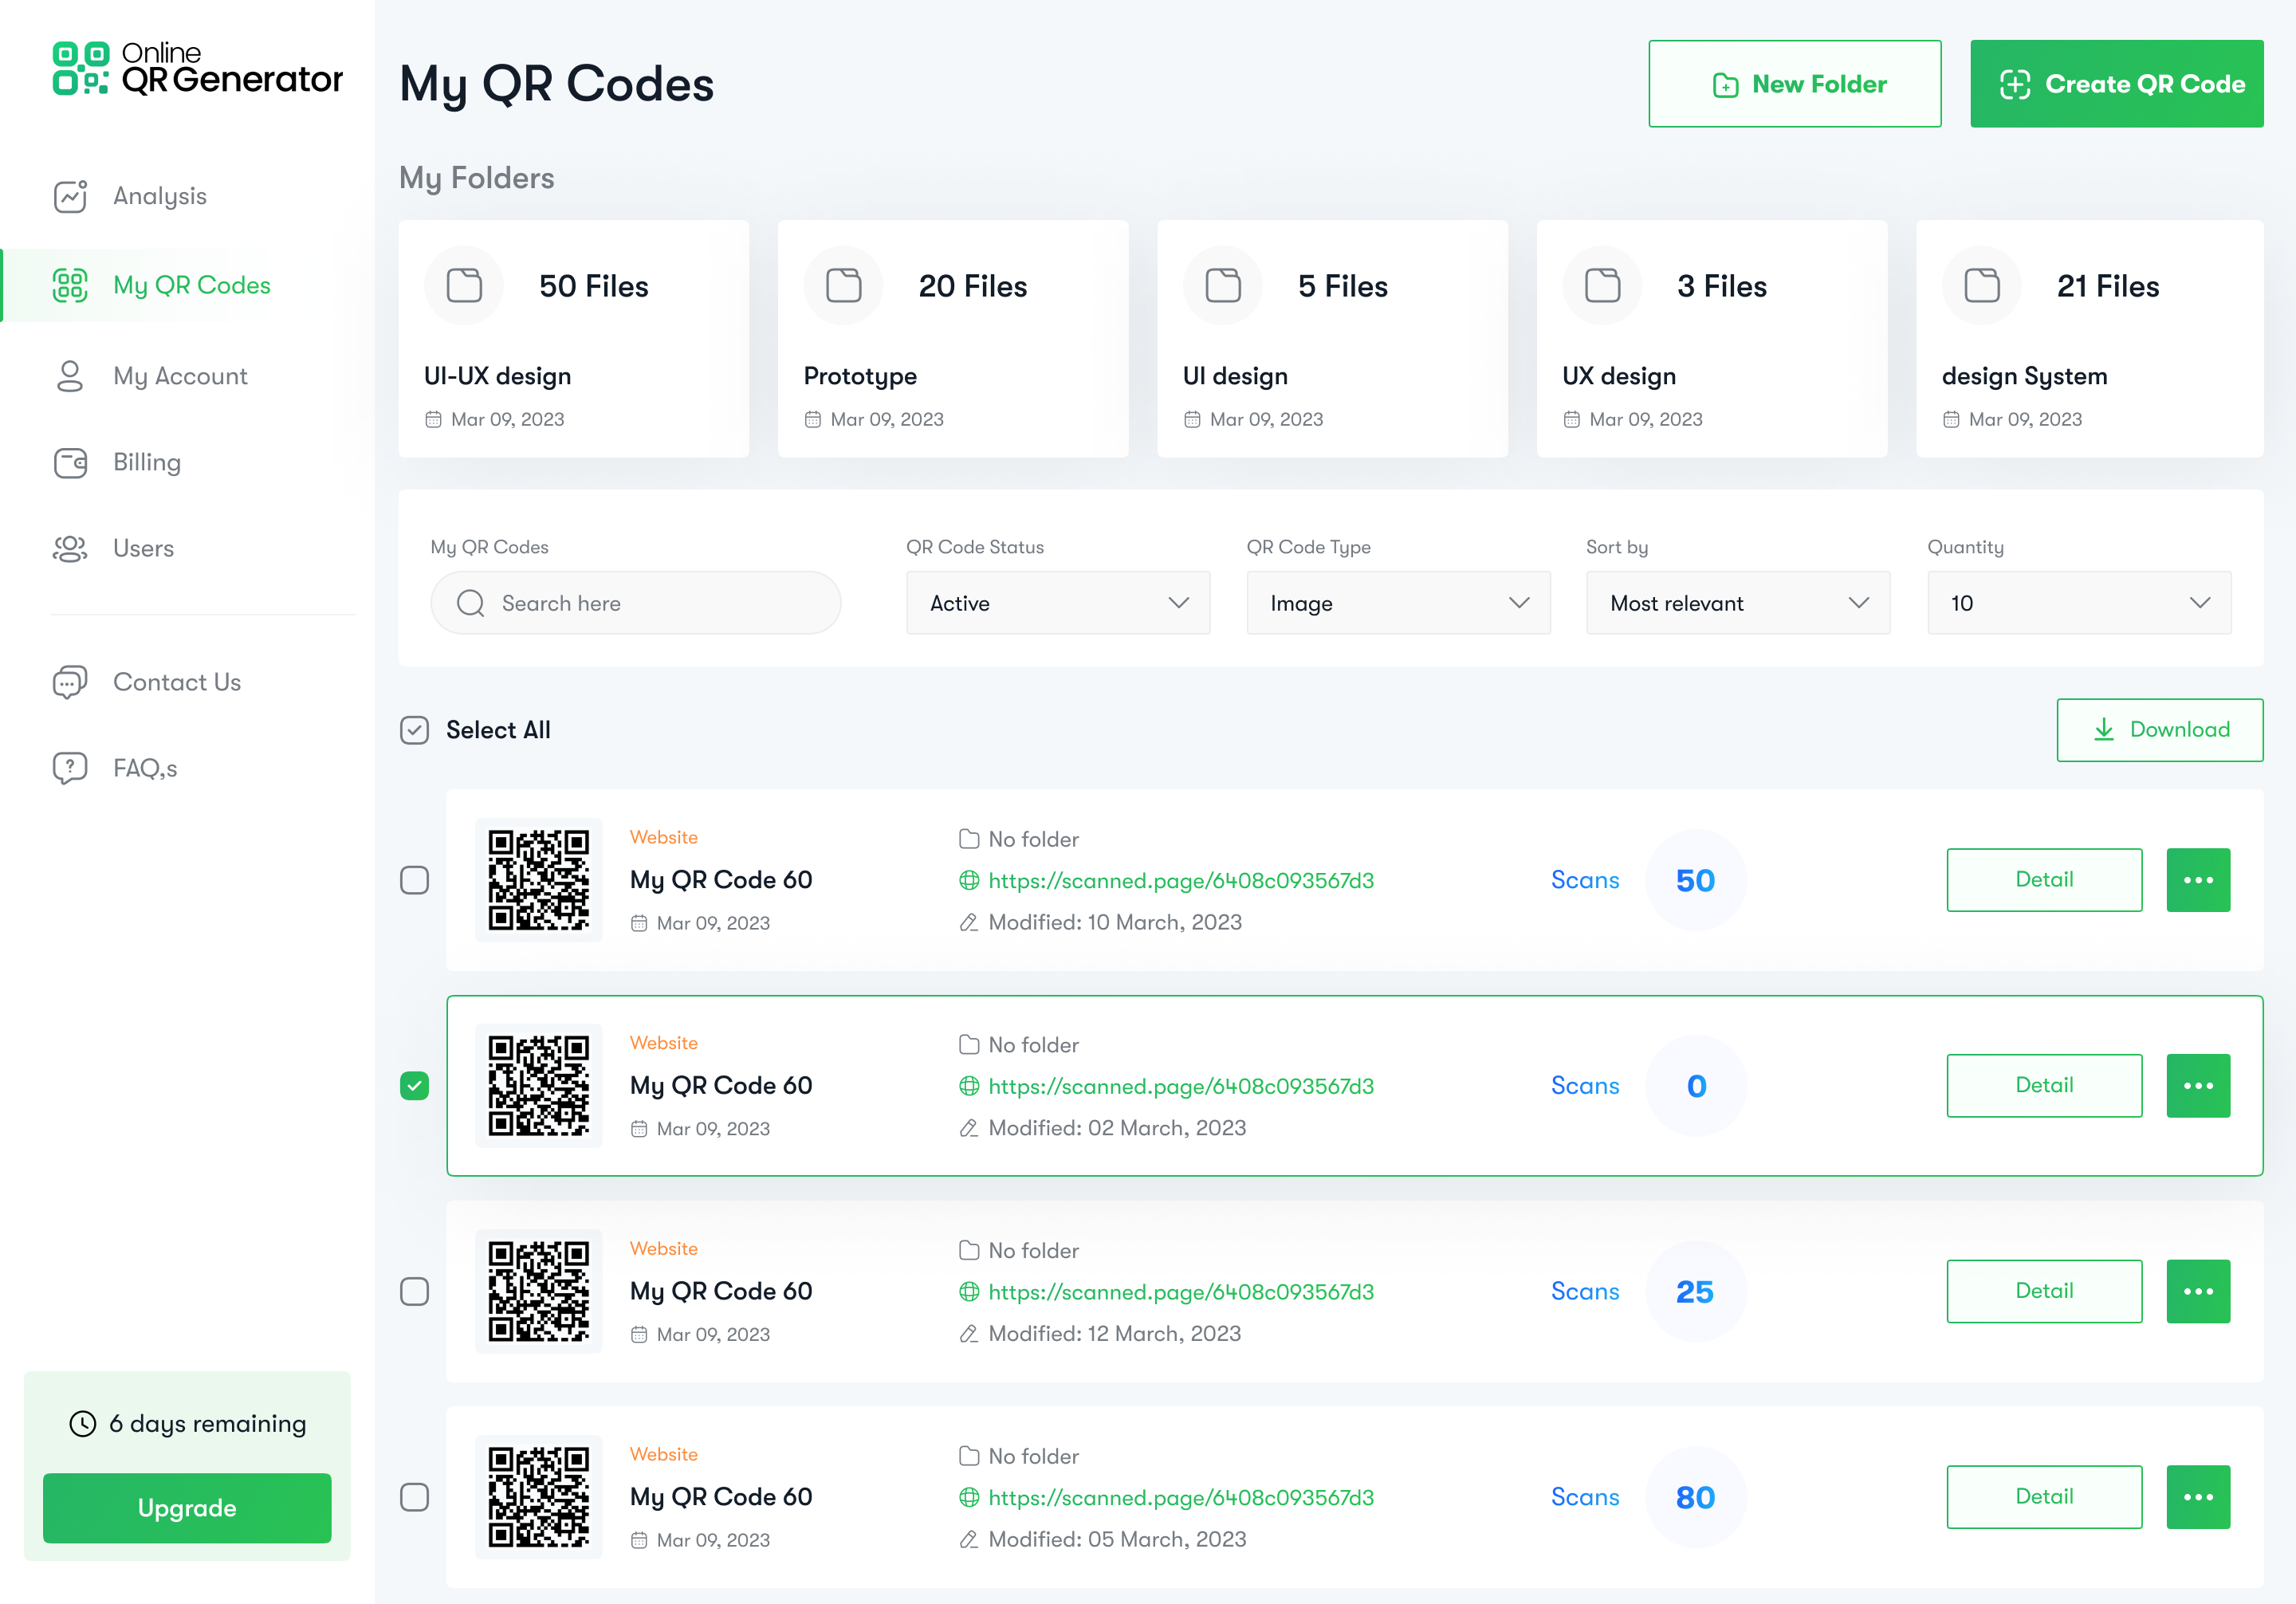 Online
QR Generator
Analysis
My QR Codes
My Account
Billing
Users
Contact Us
FAQ,s
6 days remaining
Upgrade
My QR Codes
New Folder
Create QR Code
My Folders
50 Files
UI-UX design
Mar 09, 2023
20 Files
Prototype
Mar 09, 2023
5 Files
UI design
Mar 09, 2023
3 Files
UX design
Mar 09, 2023
21 Files
design System
Mar 09, 2023
My QR Codes
Search here
QR Code Status
Active
QR Code Type
Image
Sort by
Most relevant
Quantity
10
Select All
Download
Website
My QR Code 60
Mar 09, 2023
No folder
https://scanned.page/6408c093567d3
Modified: 10 March, 2023
Scans 50
Detail
Website
My QR Code 60
Mar 09, 2023
No folder
https://scanned.page/6408c093567d3
Modified: 02 March, 2023
Scans 0
Detail
Website
My QR Code 60
Mar 09, 2023
No folder
https://scanned.page/6408c093567d3
Modified: 12 March, 2023
Scans 25
Detail
Website
My QR Code 60
Mar 09, 2023
No folder
https://scanned.page/6408c093567d3
Modified: 05 March, 2023
Scans 80
Detail